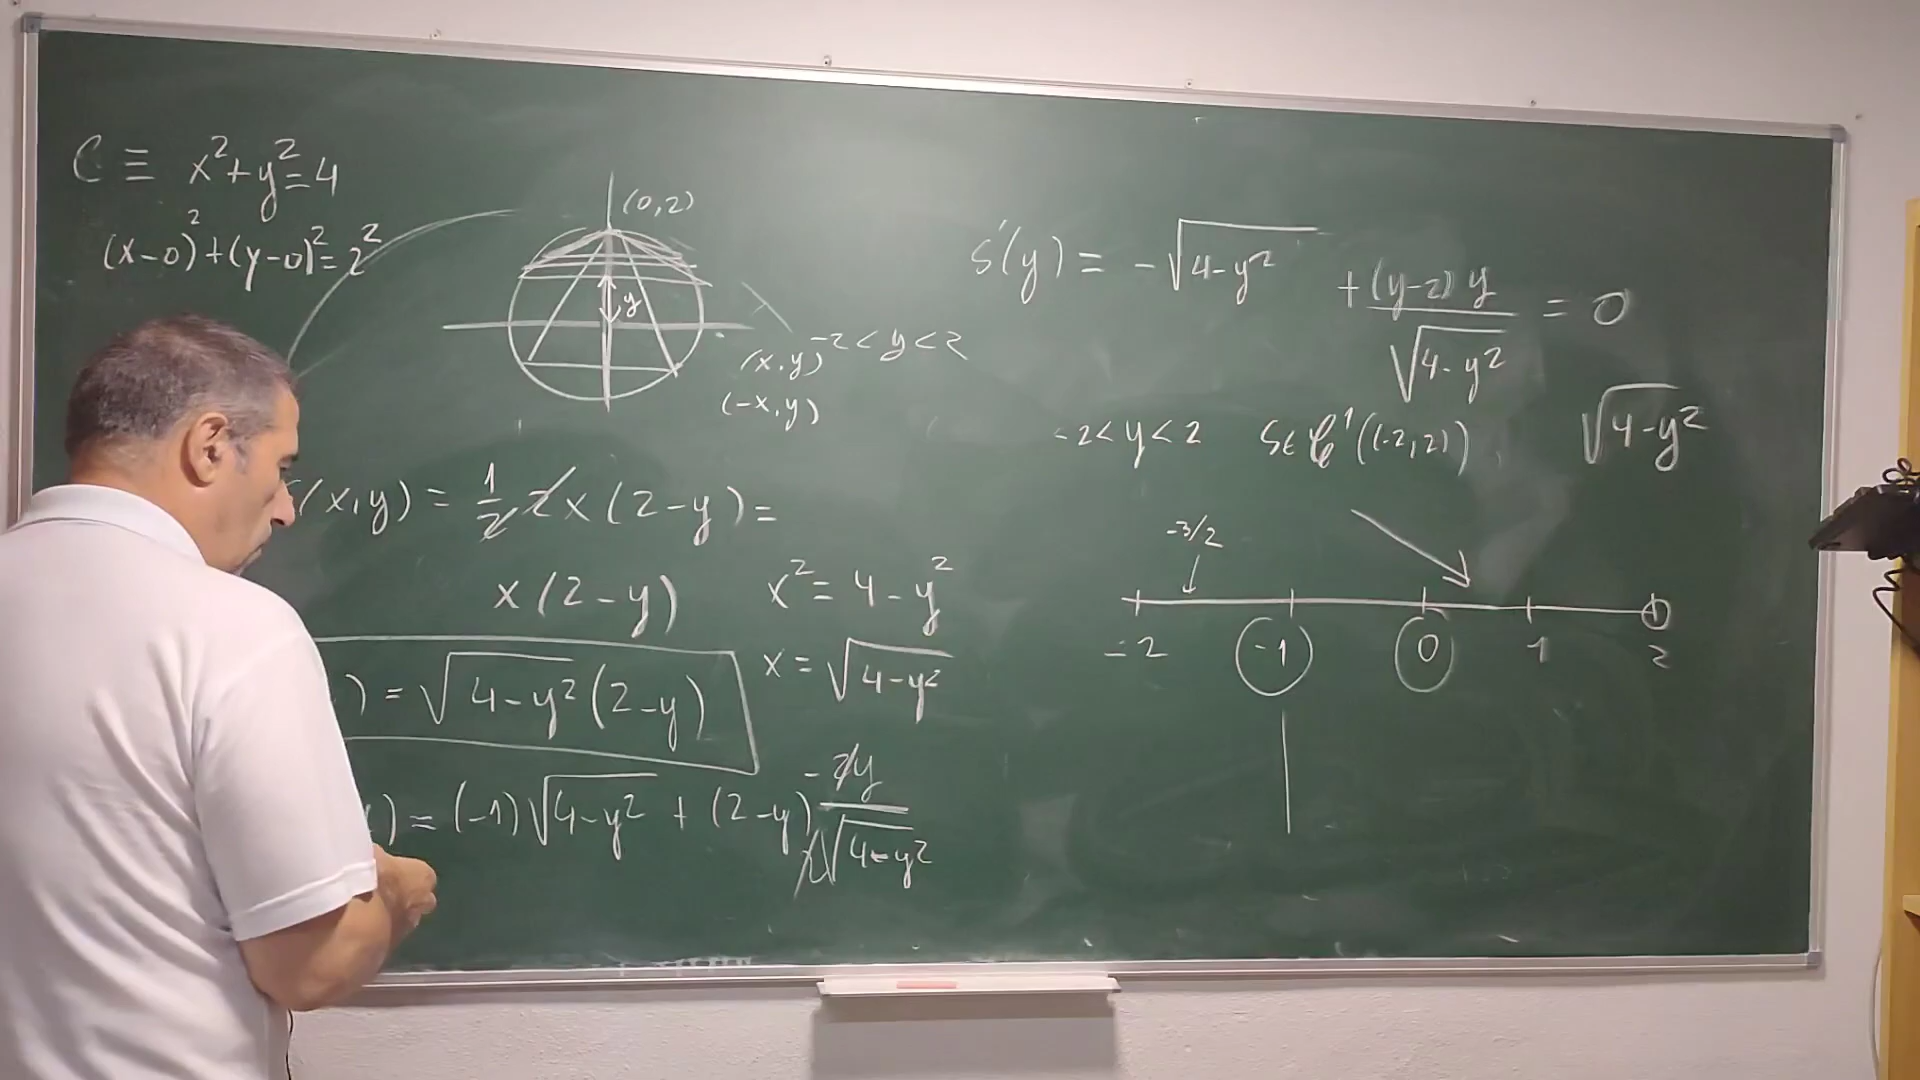 C ≡ x²+y²=4
(x-0)²+(y-0)²=2²
(0,2)
y
(x,y) -2<y<2
(-x,y)
(x,y) = 1/2 2x(2-y) =
x(2-y)
x² = 4-y²
x = √4-y²
) = √4-y² (2-y)
) = (-1)√4-y² + (2-y) -2y/2√4-y²
s'(y) = -√4-y² + (y-2)y/√4-y² = 0
-2<y<2 S∈ C¹((-2,2))
√4-y²
-3/2
-2 -1 0 1 2